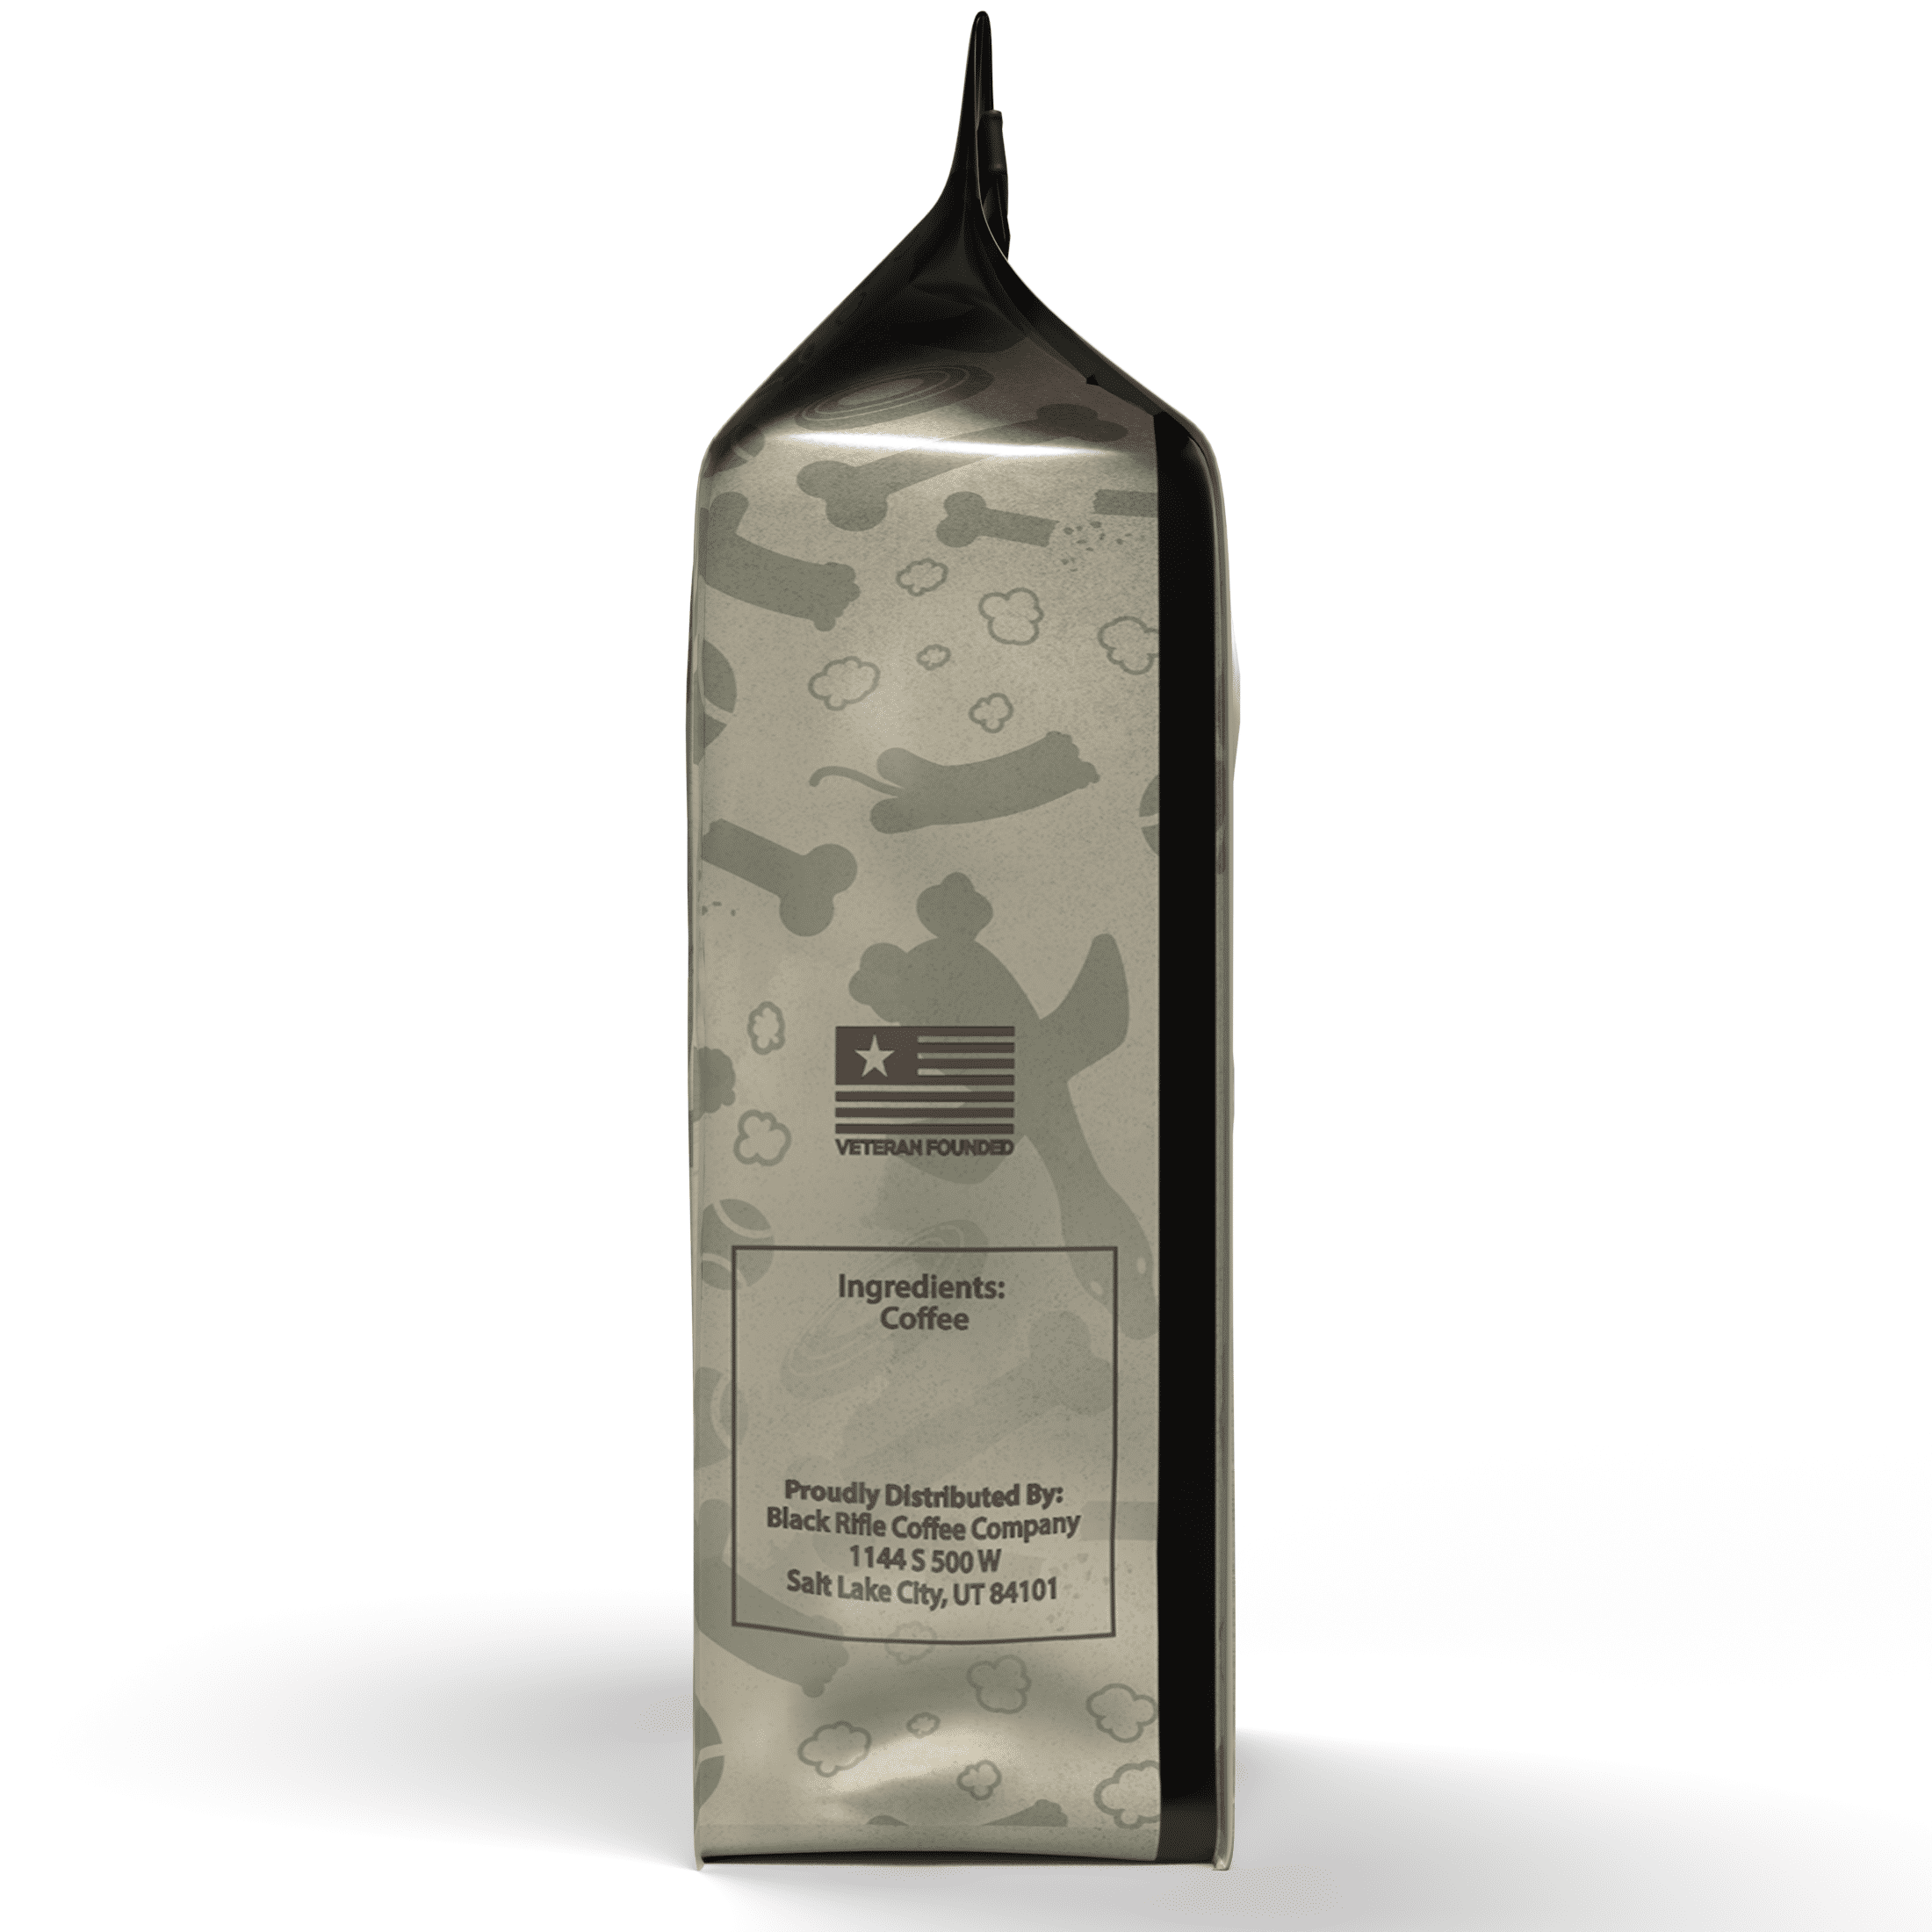 VETERAN FOUNDED
Ingredients:
Coffee
Proudly Distributed By:
Black Rifle Coffee Company
1144 S 500 W
Salt Lake City, UT 84101